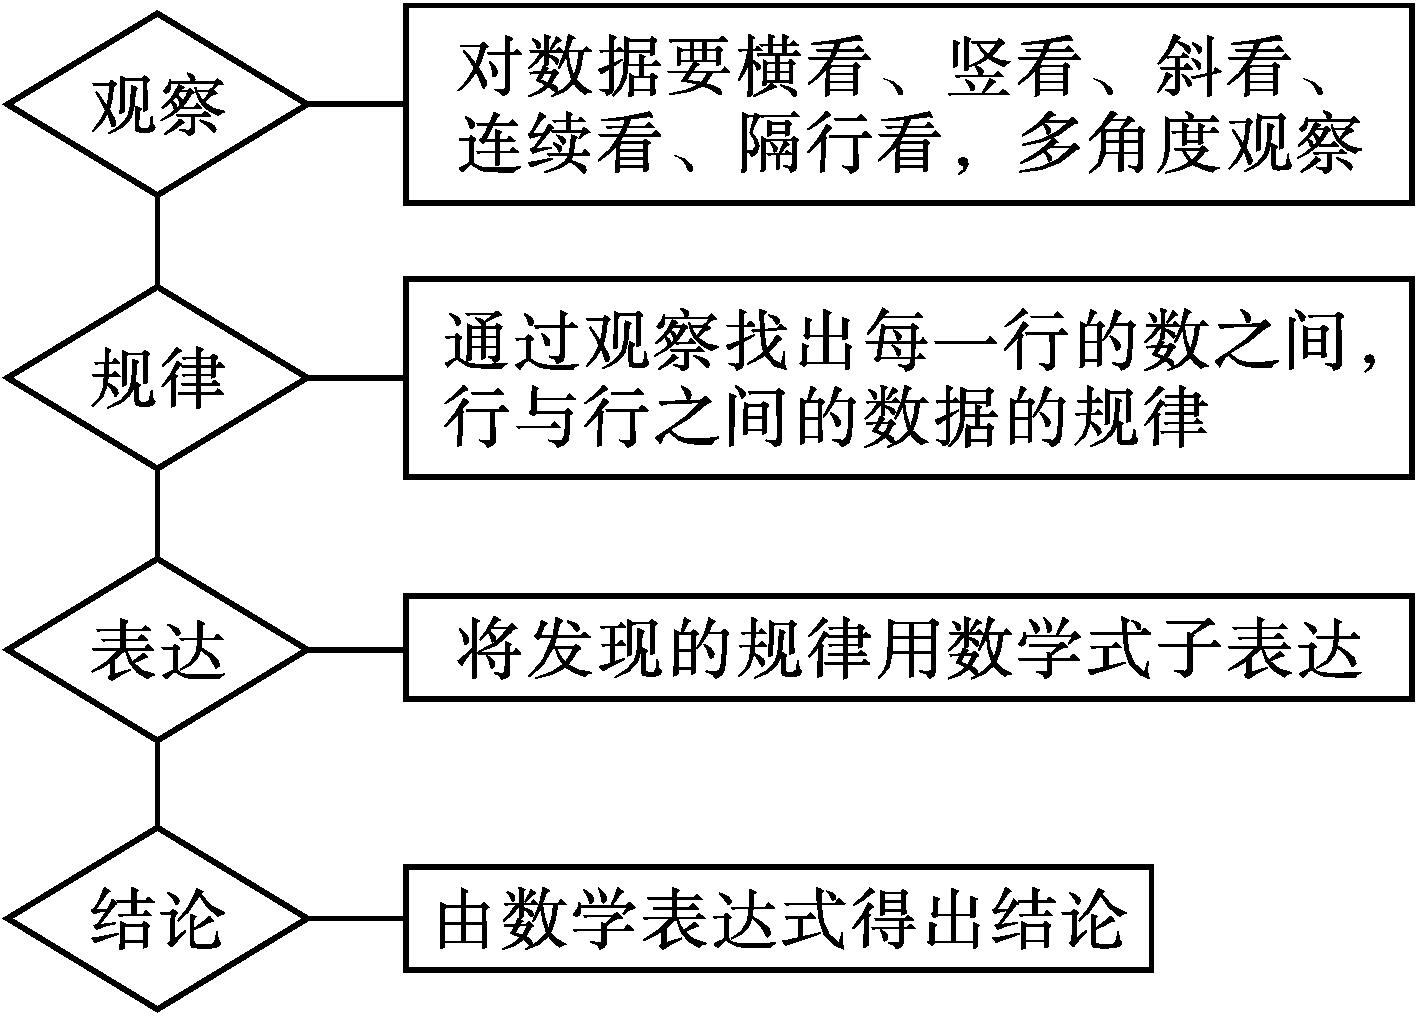 观察
对数据要横看、竖看、斜看、
连续看、隔行看，多角度观察
规律
通过观察找出每一行的数之间，
行与行之间的数据的规律
表达
将发现的规律用数学式子表达
结论
由数学表达式得出结论